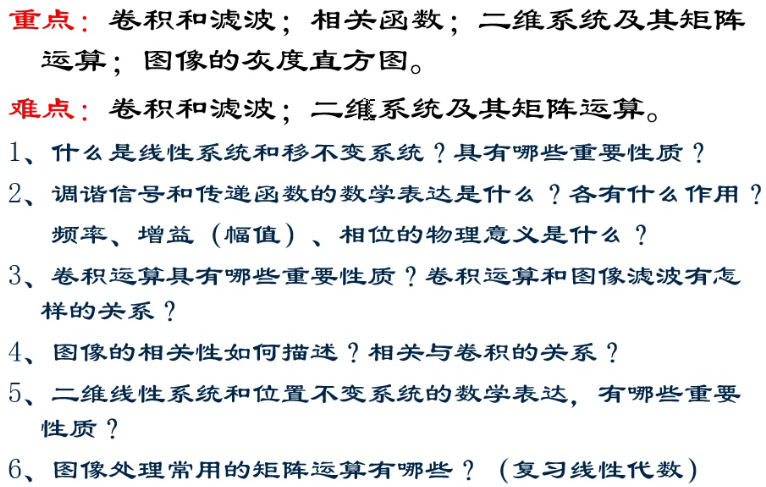 重点：卷积和滤波；相关函数；二维系统及其矩阵
运算；图像的灰度直方图。
难点：卷积和滤波；二维系统及其矩阵运算。
1、什么是线性系统和移不变系统？具有哪些重要性质？
2、调谐信号和传递函数的数学表达是什么？各有什么作用？
频率、增益（幅值）、相位的物理意义是什么？
3、卷积运算具有哪些重要性质？卷积运算和图像滤波有怎
样的关系？
4、图像的相关性如何描述？相关与卷积的关系？
5、二维线性系统和位置不变系统的数学表达，有哪些重要
性质？
6、图像处理常用的矩阵运算有哪些？（复习线性代数）